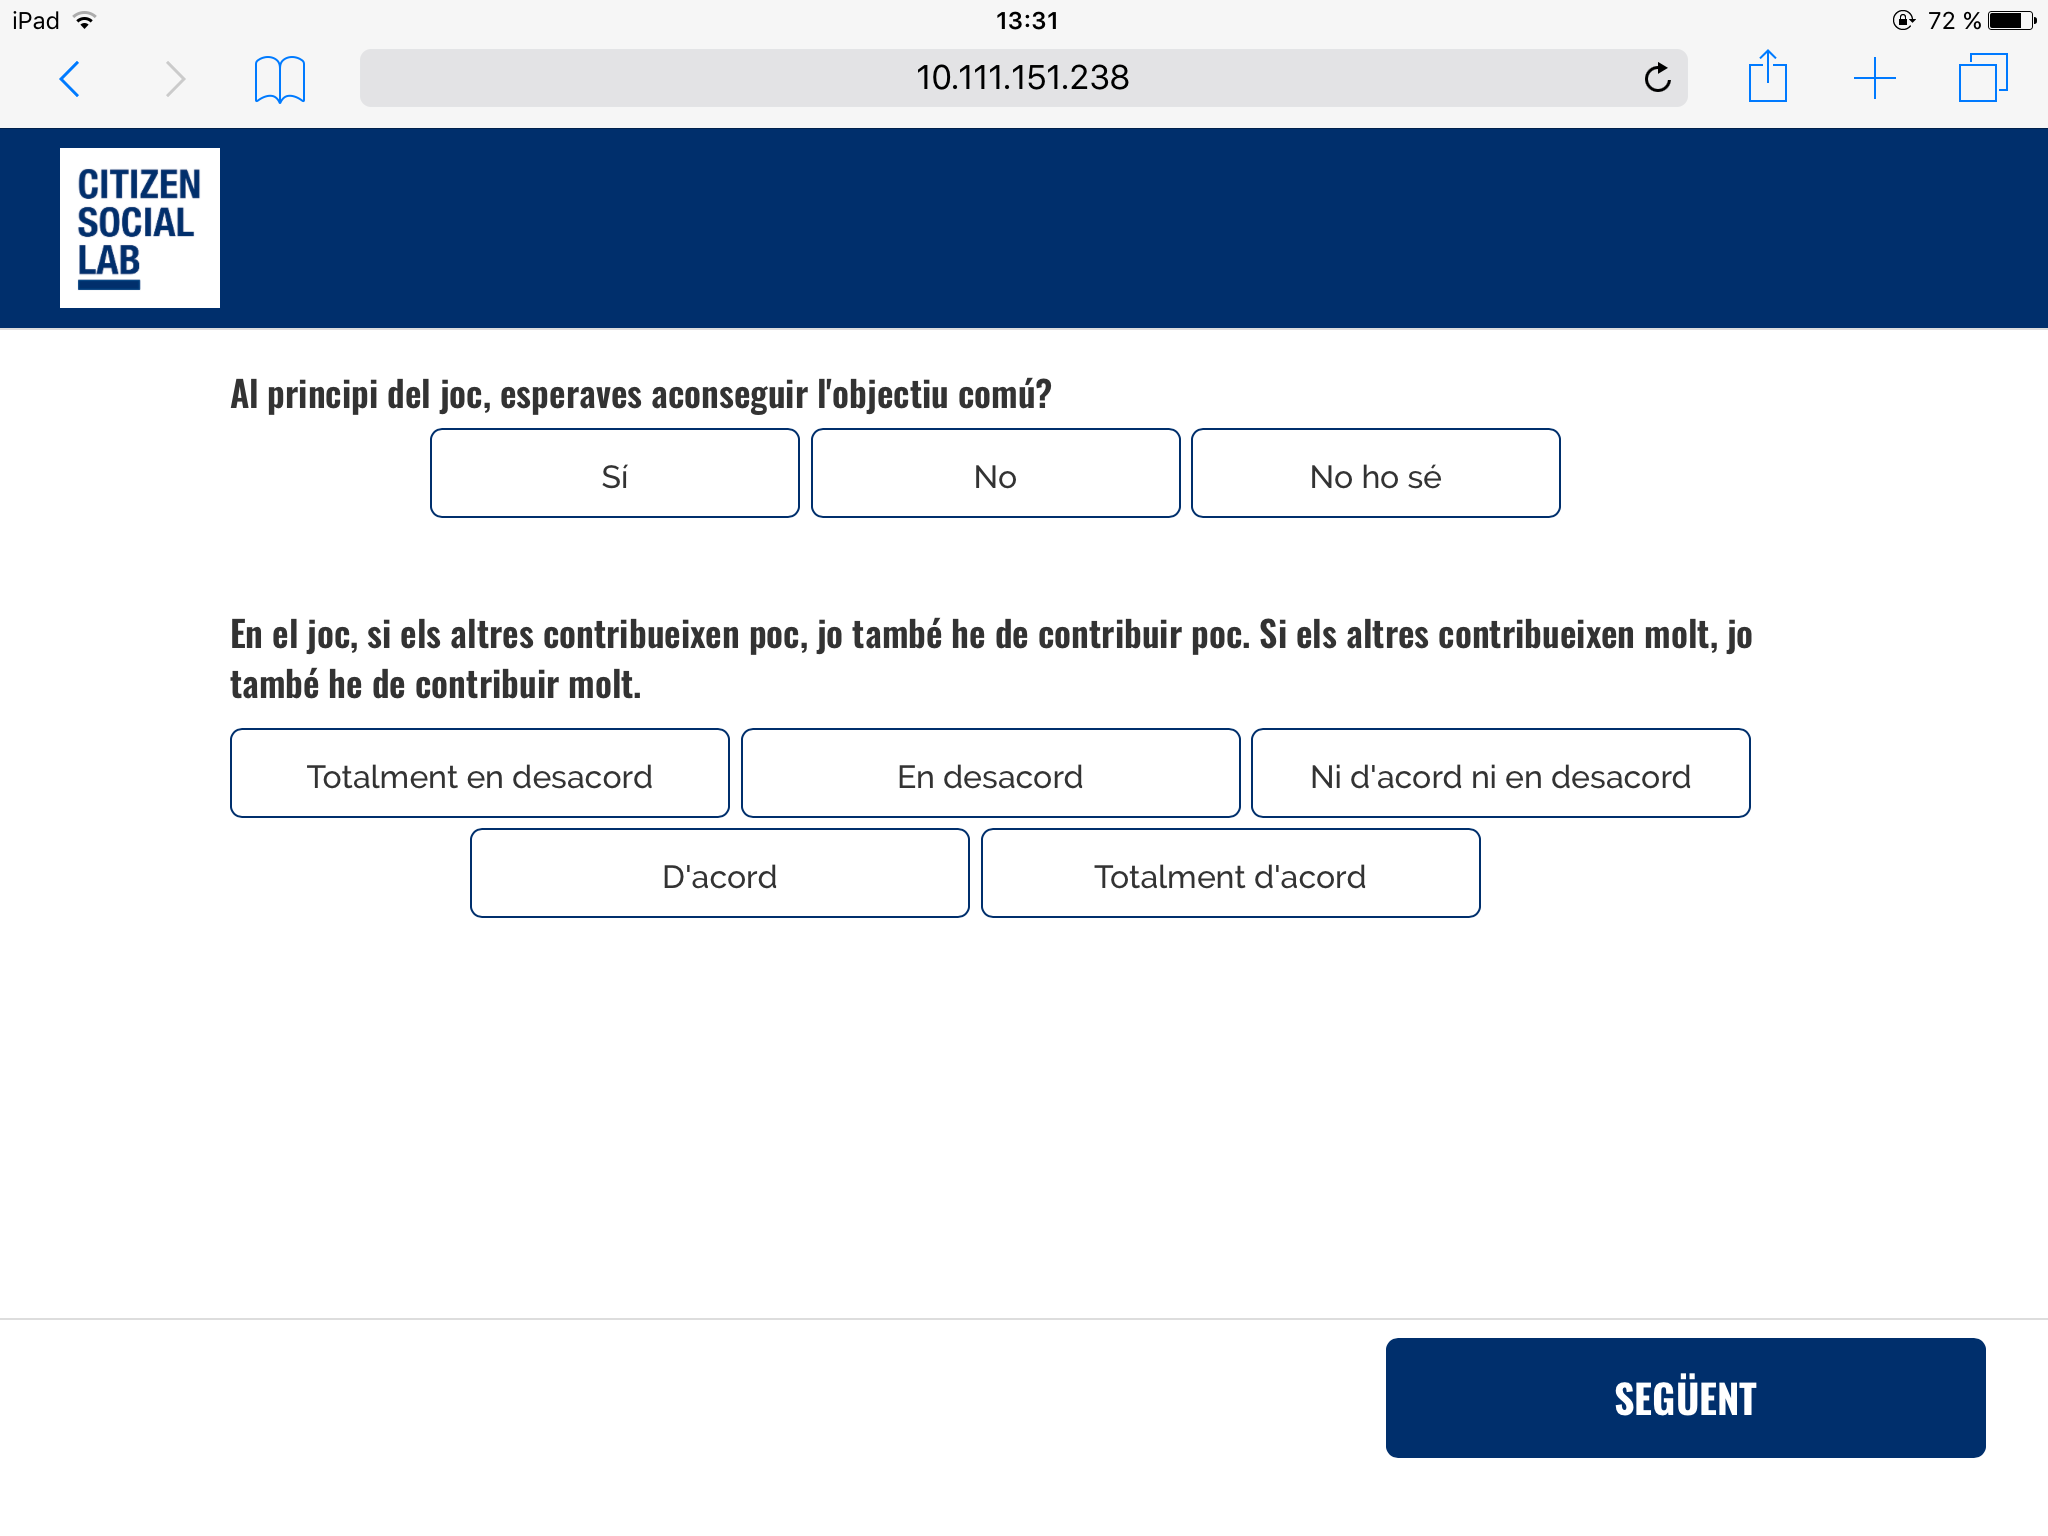 iPad 13:31 72 %
10.111.151.238
CITIZEN
SOCIAL
LAB
Al principi del joc, esperaves aconseguir l'objectiu comú?
Sí No No ho sé
En el joc, si els altres contribueixen poc, jo també he de contribuir poc. Si els altres contribueixen molt, jo
també he de contribuir molt.
Totalment en desacord En desacord Ni d'acord ni en desacord
D'acord Totalment d'acord
SEGÜENT